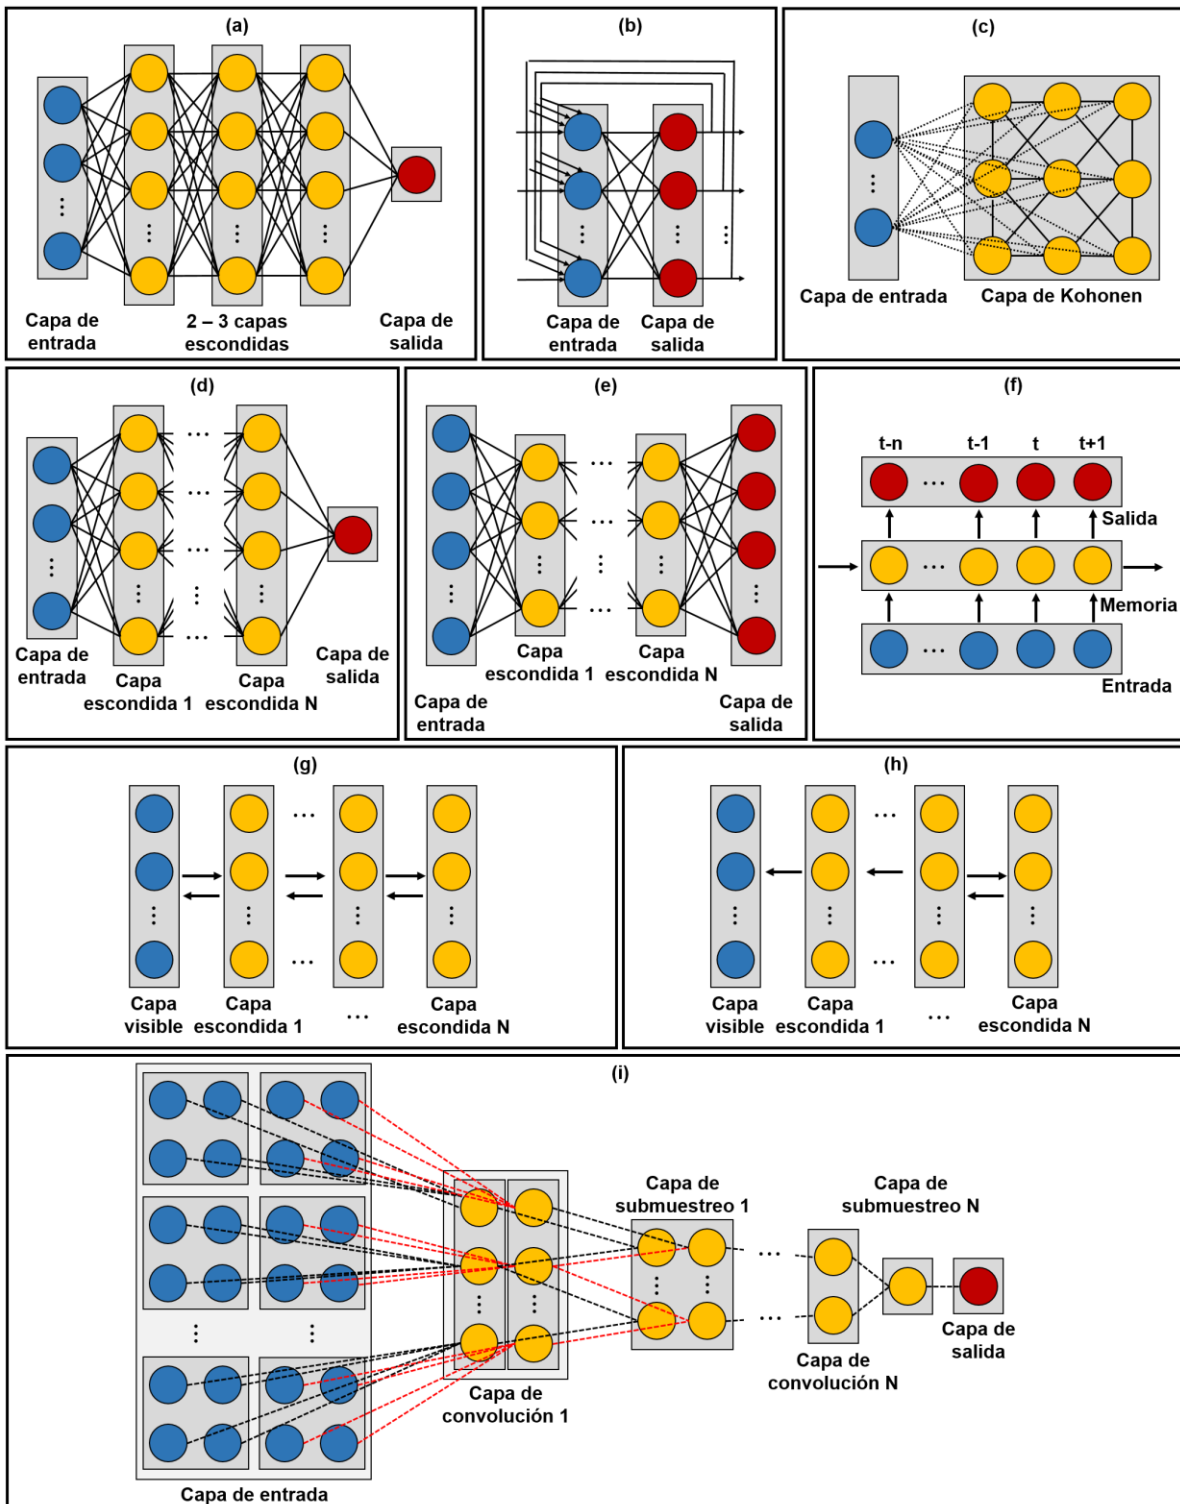 (a)
Capa de
entrada
2 – 3 capas
escondidas
Capa de
salida
(b)
Capa de
entrada
Capa de
salida
(c)
Capa de entrada
Capa de Kohonen
(d)
Capa de
entrada
Capa
escondida 1
Capa
escondida N
Capa de
salida
(e)
Capa de
entrada
Capa
escondida 1
Capa
escondida N
Capa de
salida
(f)
t-n
t-1
t
t+1
Salida
Memoria
Entrada
(g)
Capa
visible
Capa
escondida 1
...
Capa
escondida N
(h)
Capa
visible
Capa
escondida 1
...
Capa
escondida N
(i)
Capa de entrada
Capa de
convolución 1
Capa de
submuestreo 1
Capa de
convolución N
Capa de
submuestreo N
Capa de
salida